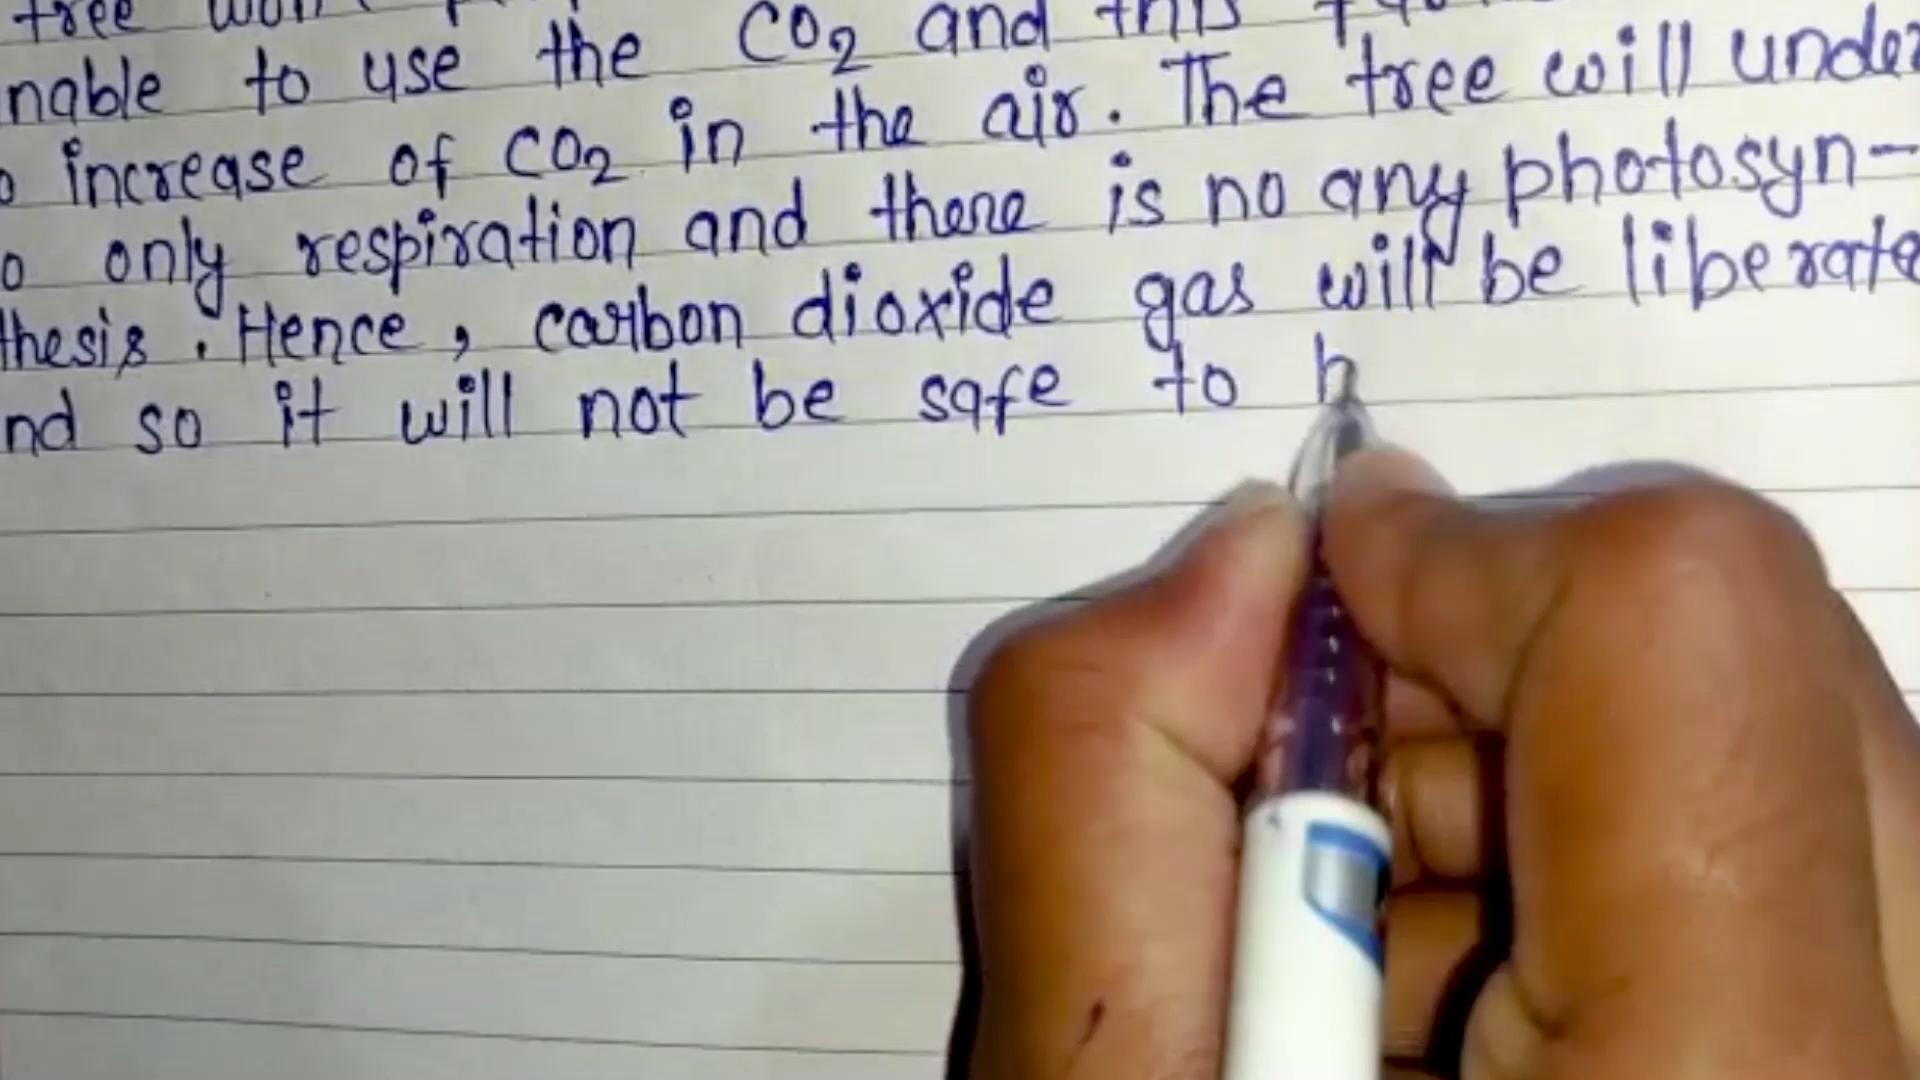 tree won't
nable to use the CO2 and this
o increase of CO2 in the air. The tree will under
o only respiration and there is no any photosyn-
thesis. Hence, carbon dioxide gas will be liberate
nd so it will not be safe to h